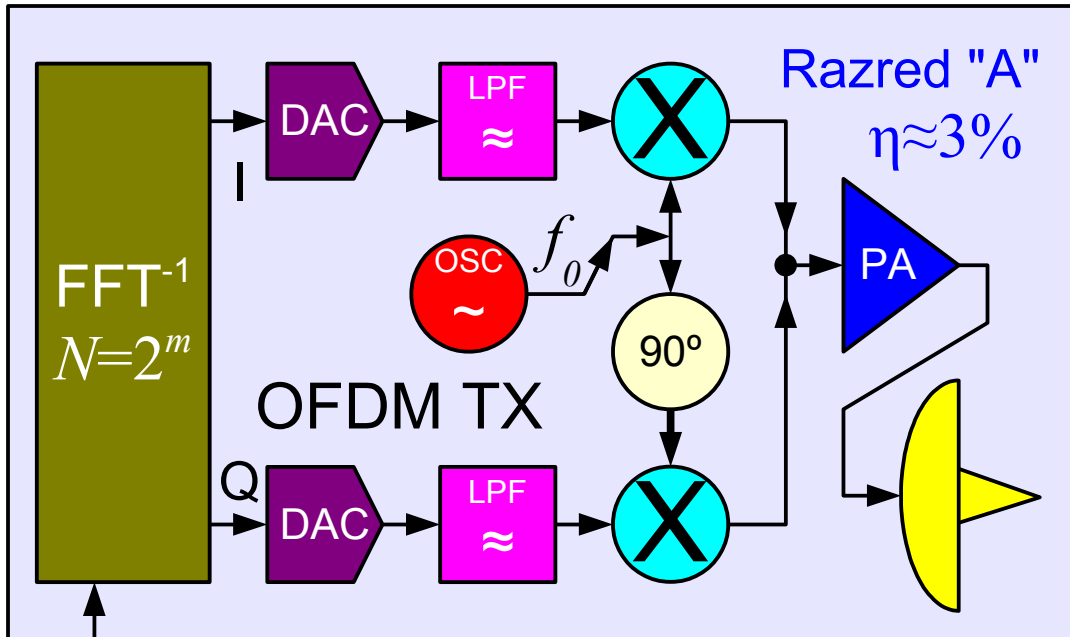 DAC
LPF
≈
X
Razred "A"
η≈3%
I
OSC
~
f₀
PA
FFT⁻¹
N=2ᵐ
90º
OFDM TX
Q
DAC
LPF
≈
X